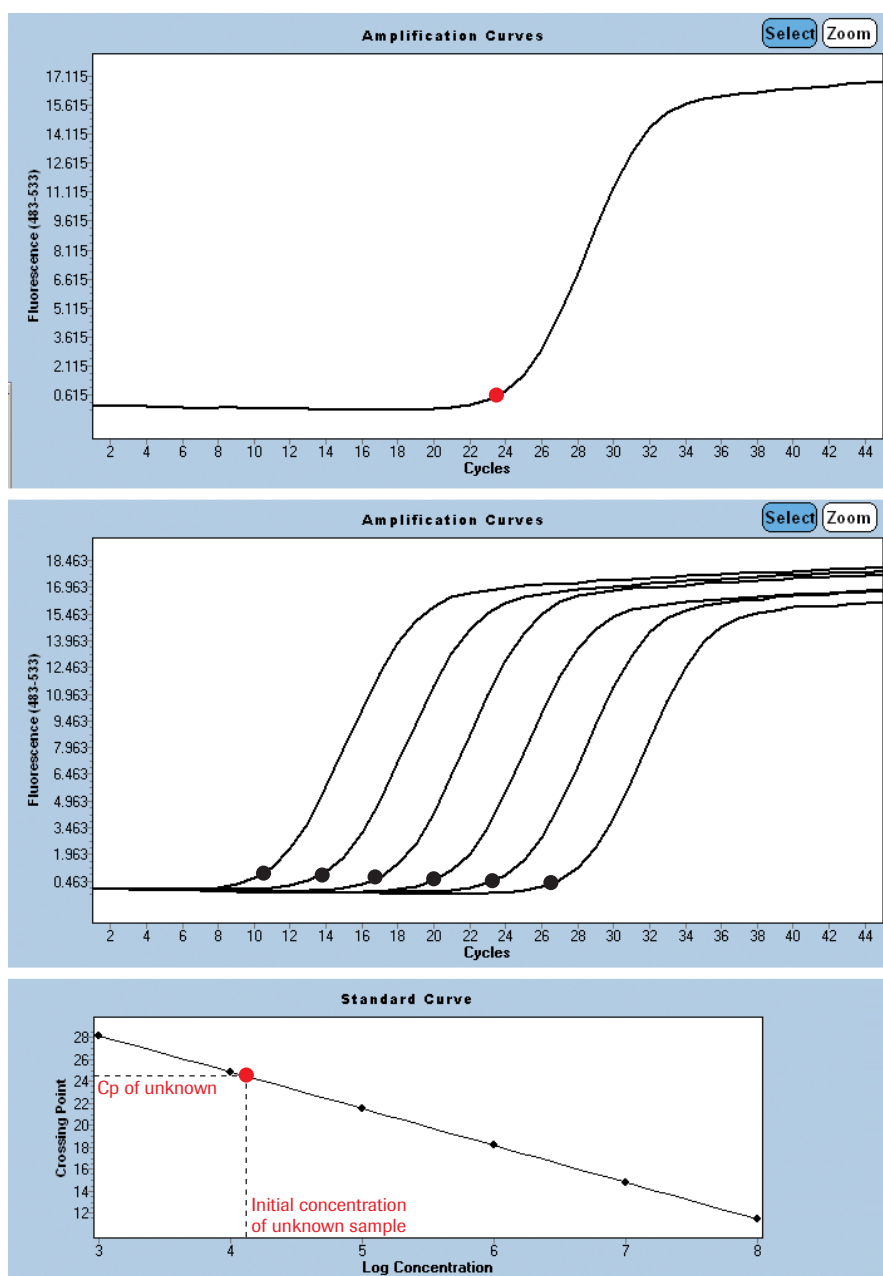 Amplification Curves
Select Zoom
17.115
15.615
14.115
12.615
11.115
9.615
8.115
6.615
5.115
3.615
2.115
0.615
Fluorescence (483-533)
2 4 6 8 10 12 14 16 18 20 22 24 26 28 30 32 34 36 38 40 42 44
Cycles
Amplification Curves
Select Zoom
18.463
16.963
15.463
13.963
12.463
10.963
9.463
7.963
6.463
4.963
3.463
1.963
0.463
Fluorescence (483-533)
2 4 6 8 10 12 14 16 18 20 22 24 26 28 30 32 34 36 38 40 42 44
Cycles
Standard Curve
28
26
24
22
20
18
16
14
12
Crossing Point
Cp of unknown
Initial concentration
of unknown sample
3 4 5 6 7 8
Log Concentration